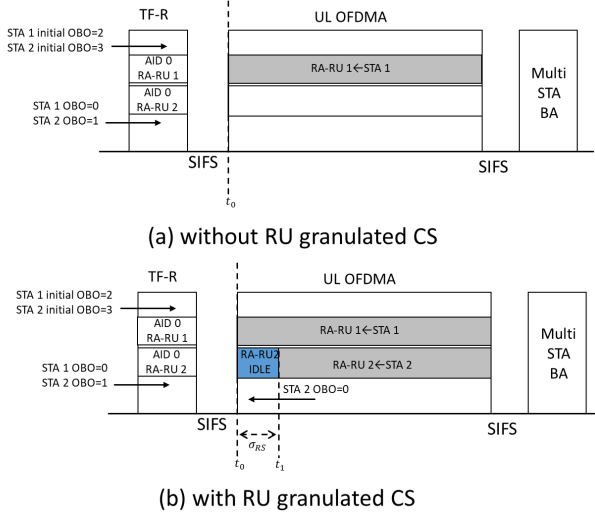 TF-R
UL OFDMA
STA 1 initial OBO=2
STA 2 initial OBO=3
AID 0
RA-RU 1
RA-RU 1←STA 1
AID 0
RA-RU 2
STA 1 OBO=0
STA 2 OBO=1
Multi
STA
BA
SIFS
SIFS
t₀
(a) without RU granulated CS
TF-R
UL OFDMA
STA 1 initial OBO=2
STA 2 initial OBO=3
AID 0
RA-RU 1
RA-RU 1←STA 1
AID 0
RA-RU 2
RA-RU2
IDLE
RA-RU 2←STA 2
STA 1 OBO=0
STA 2 OBO=1
STA 2 OBO=0
Multi
STA
BA
SIFS
SIFS
σ_RS
t₀
t₁
(b) with RU granulated CS